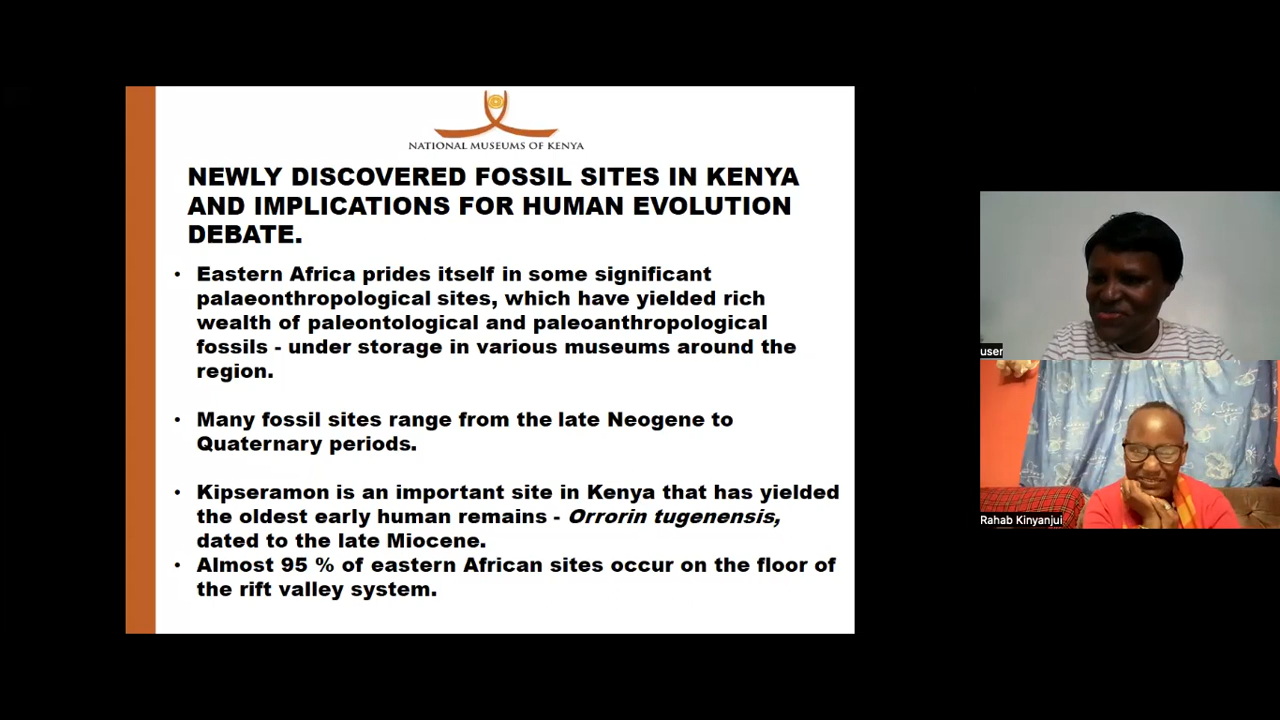 NATIONAL MUSEUMS OF KENYA
NEWLY DISCOVERED FOSSIL SITES IN KENYA
AND IMPLICATIONS FOR HUMAN EVOLUTION
DEBATE.
• Eastern Africa prides itself in some significant
palaeonthropological sites, which have yielded rich
wealth of paleontological and paleoanthropological
fossils - under storage in various museums around the
region.
• Many fossil sites range from the late Neogene to
Quaternary periods.
• Kipseramon is an important site in Kenya that has yielded
the oldest early human remains - Orrorin tugenensis,
dated to the late Miocene.
• Almost 95 % of eastern African sites occur on the floor of
the rift valley system.
user
Rahab Kinyanjui